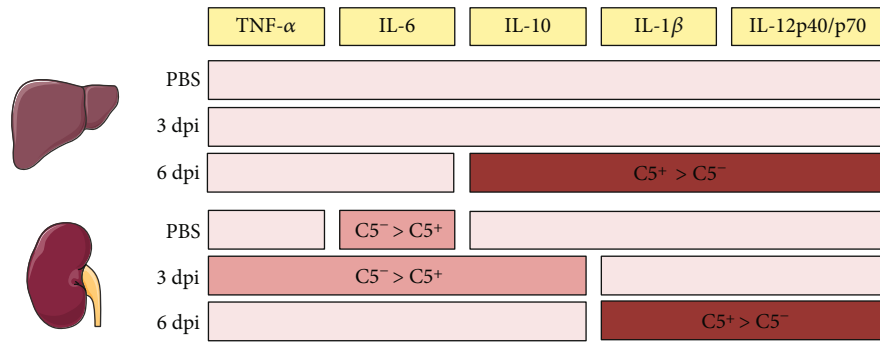 TNF-α IL-6 IL-10 IL-1β IL-12p40/p70
PBS
3 dpi
6 dpi C5⁺ > C5⁻
PBS C5⁻ > C5⁺
3 dpi C5⁻ > C5⁺
6 dpi C5⁺ > C5⁻